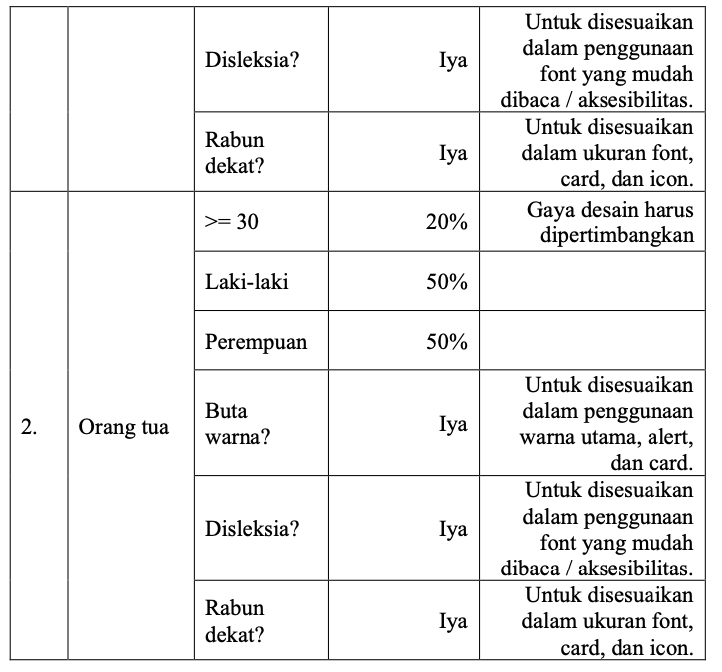 Disleksia?
Iya
Untuk disesuaikan
dalam penggunaan
font yang mudah
dibaca / aksesibilitas.
Rabun
dekat?
Iya
Untuk disesuaikan
dalam ukuran font,
card, dan icon.
2.
Orang tua
>= 30
20%
Gaya desain harus
dipertimbangkan
Laki-laki
50%
Perempuan
50%
Buta
warna?
Iya
Untuk disesuaikan
dalam penggunaan
warna utama, alert,
dan card.
Disleksia?
Iya
Untuk disesuaikan
dalam penggunaan
font yang mudah
dibaca / aksesibilitas.
Rabun
dekat?
Iya
Untuk disesuaikan
dalam ukuran font,
card, dan icon.